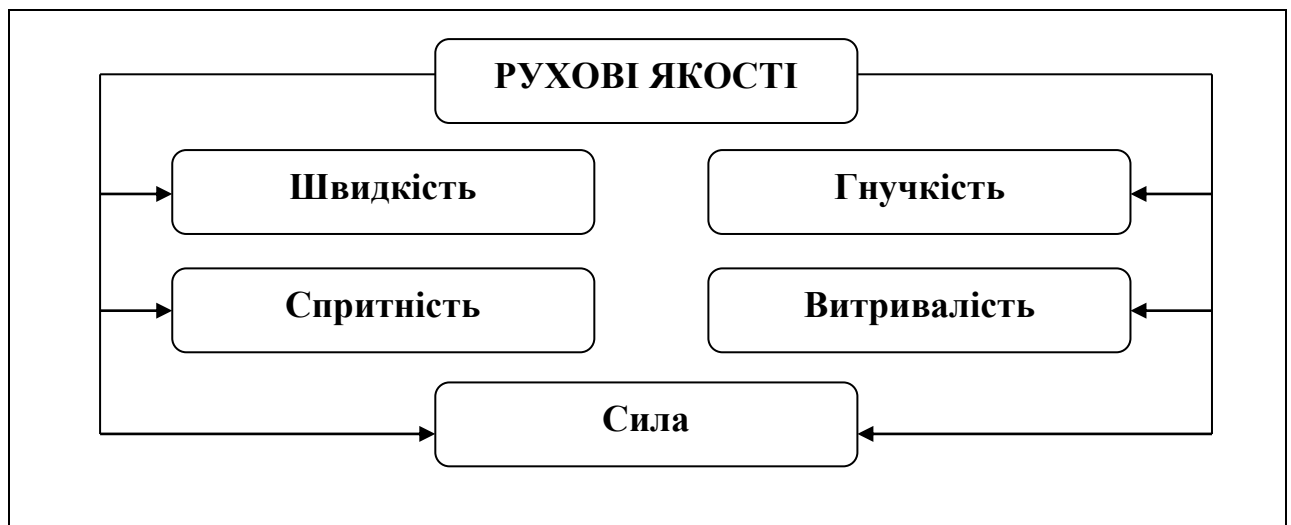 РУХОВІ ЯКОСТІ
Швидкість
Гнучкість
Спритність
Витривалість
Сила